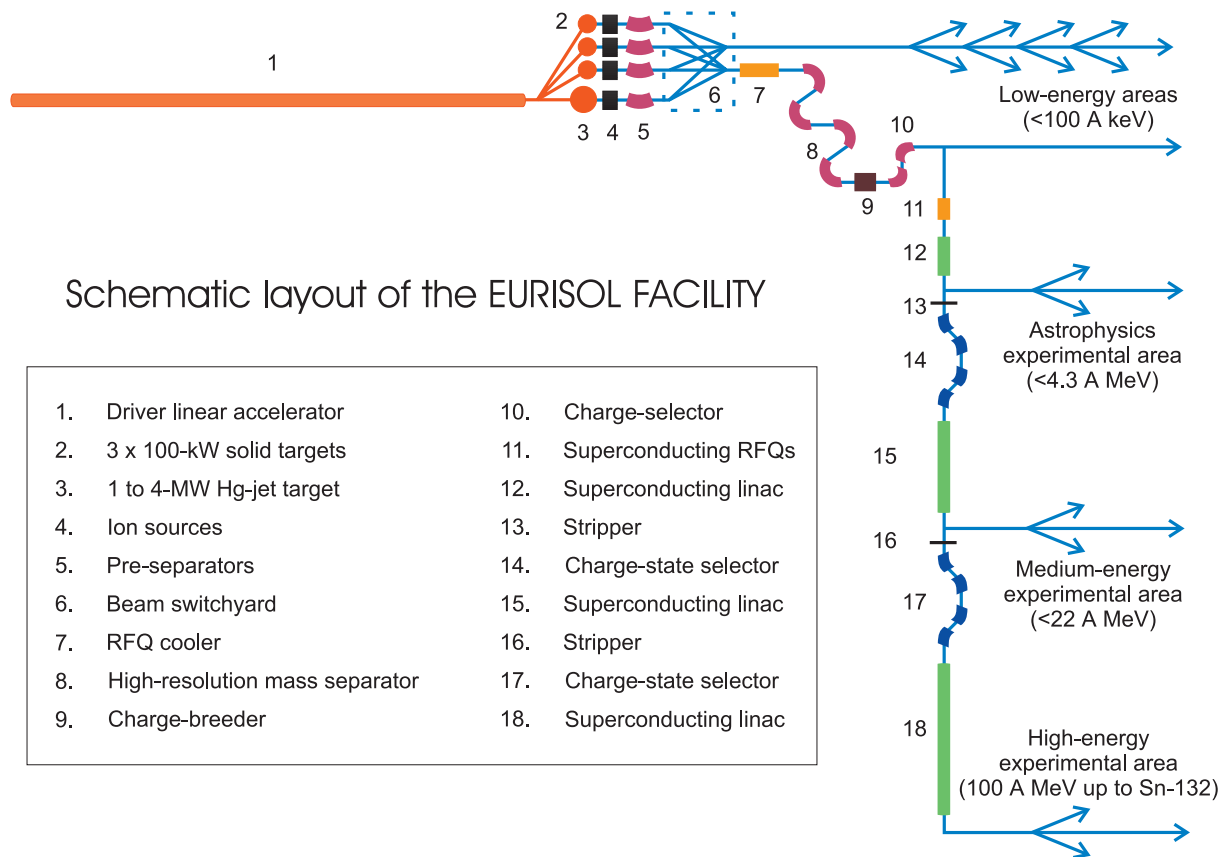 1
2
3
4
5
6
7
8
9
10
Low-energy areas
(<100 A keV)
11
12
13
14
Astrophysics
experimental area
(<4.3 A MeV)
15
16
17
Medium-energy
experimental area
(<22 A MeV)
18
High-energy
experimental area
(100 A MeV up to Sn-132)
Schematic layout of the EURISOL FACILITY
1. Driver linear accelerator
2. 3 x 100-kW solid targets
3. 1 to 4-MW Hg-jet target
4. Ion sources
5. Pre-separators
6. Beam switchyard
7. RFQ cooler
8. High-resolution mass separator
9. Charge-breeder
10. Charge-selector
11. Superconducting RFQs
12. Superconducting linac
13. Stripper
14. Charge-state selector
15. Superconducting linac
16. Stripper
17. Charge-state selector
18. Superconducting linac